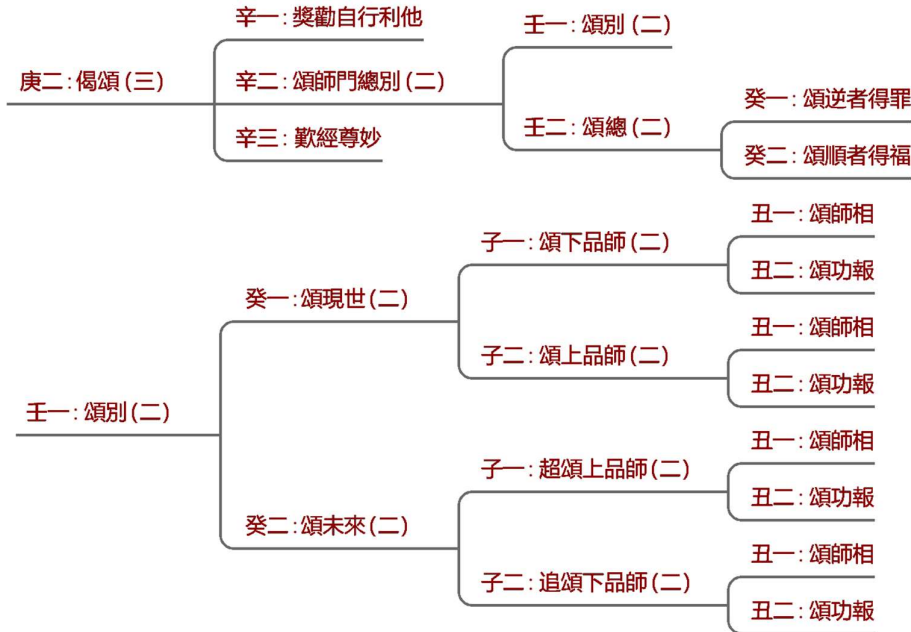 庚二：偈頌（三）
辛一：獎勸自行利他
辛二：頌師門總別（二）
壬一：頌別（二）
壬二：頌總（二）
癸一：頌逆者得罪
癸二：頌順者得福
辛三：歎經尊妙
壬一：頌別（二）
癸一：頌現世（二）
子一：頌下品師（二）
丑一：頌師相
丑二：頌功報
子二：頌上品師（二）
丑一：頌師相
丑二：頌功報
癸二：頌未來（二）
子一：超頌上品師（二）
丑一：頌師相
丑二：頌功報
子二：追頌下品師（二）
丑一：頌師相
丑二：頌功報